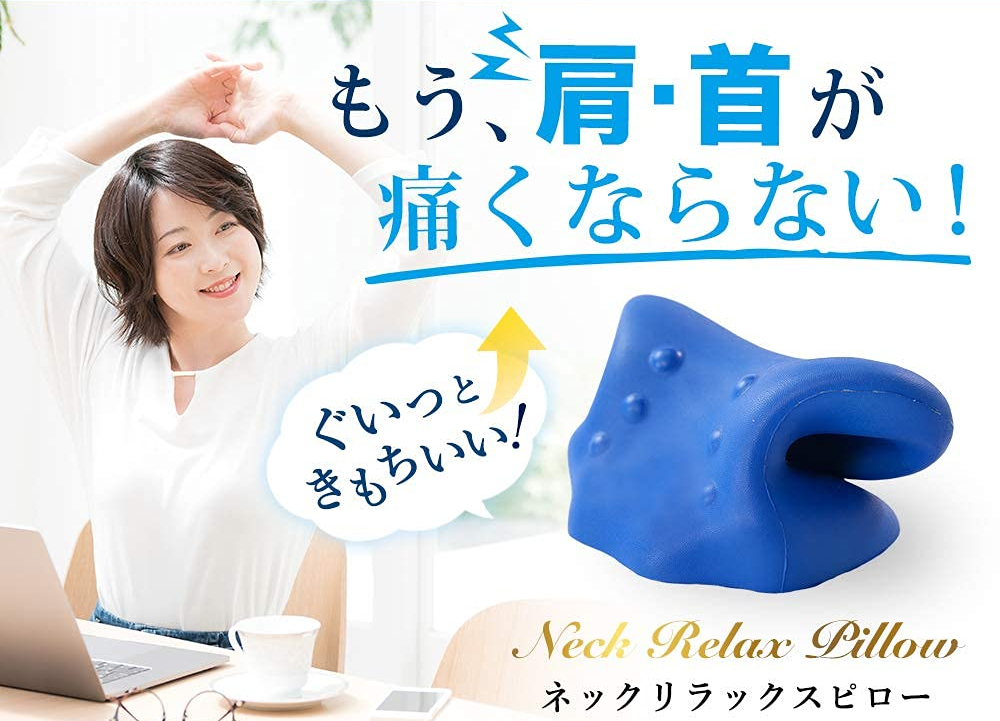 もう、肩・首が
痛くならない!
ぐいっと
きもちいい!
Neck Relax Pillow
ネックリラックスピロー